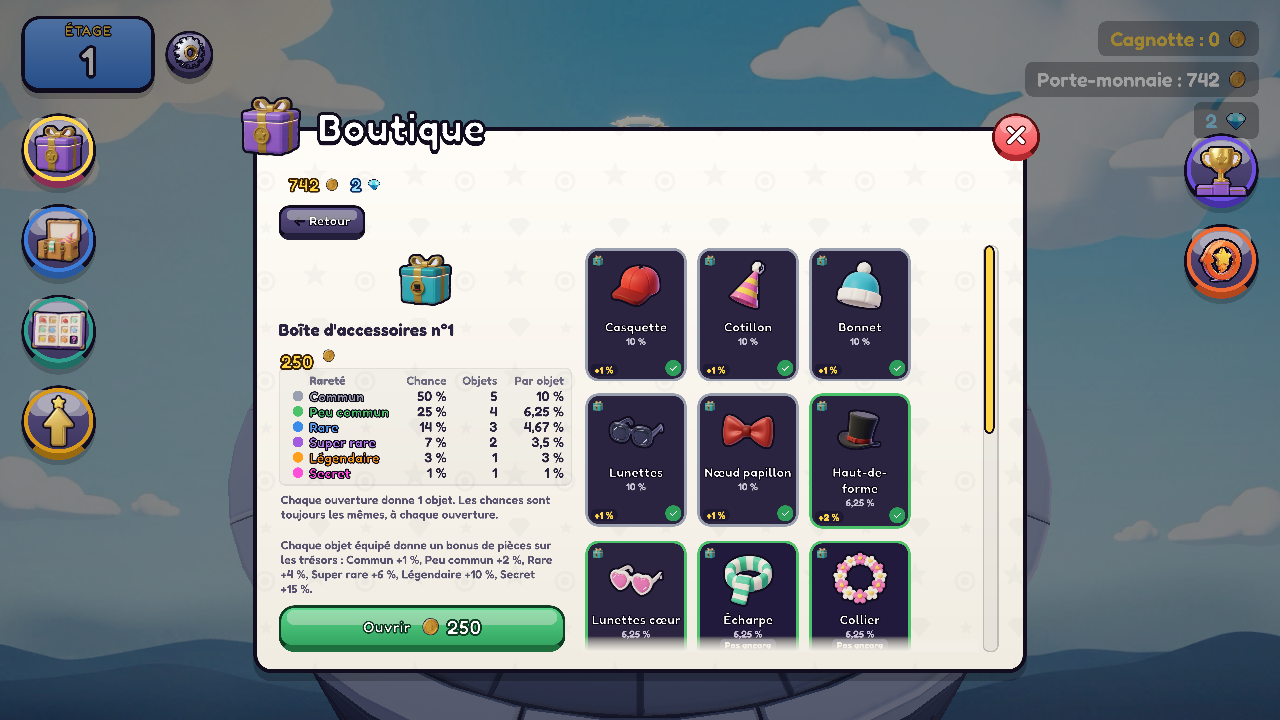 ÉTAGE
1
Cagnotte : 0
Porte-monnaie : 742
2
Boutique
742 2
← Retour
Boîte d'accessoires n°1
250
Rareté Chance Objets Par objet
Commun 50 % 5 10 %
Peu commun 25 % 4 6,25 %
Rare 14 % 3 4,67 %
Super rare 7 % 2 3,5 %
Légendaire 3 % 1 3 %
Secret 1 % 1 1 %
Chaque ouverture donne 1 objet. Les chances sont
toujours les mêmes, à chaque ouverture.
Chaque objet équipé donne un bonus de pièces sur
les trésors : Commun +1 %, Peu commun +2 %, Rare
+4 %, Super rare +6 %, Légendaire +10 %, Secret
+15 %.
Ouvrir 250
Casquette
10 %
+1 %
Cotillon
10 %
+1 %
Bonnet
10 %
+1 %
Lunettes
10 %
+1 %
Nœud papillon
10 %
+1 %
Haut-de-
forme
6,25 %
+2 %
Lunettes cœur
6,25 %
Écharpe
6,25 %
Pas encore
Collier
6,25 %
Pas encore